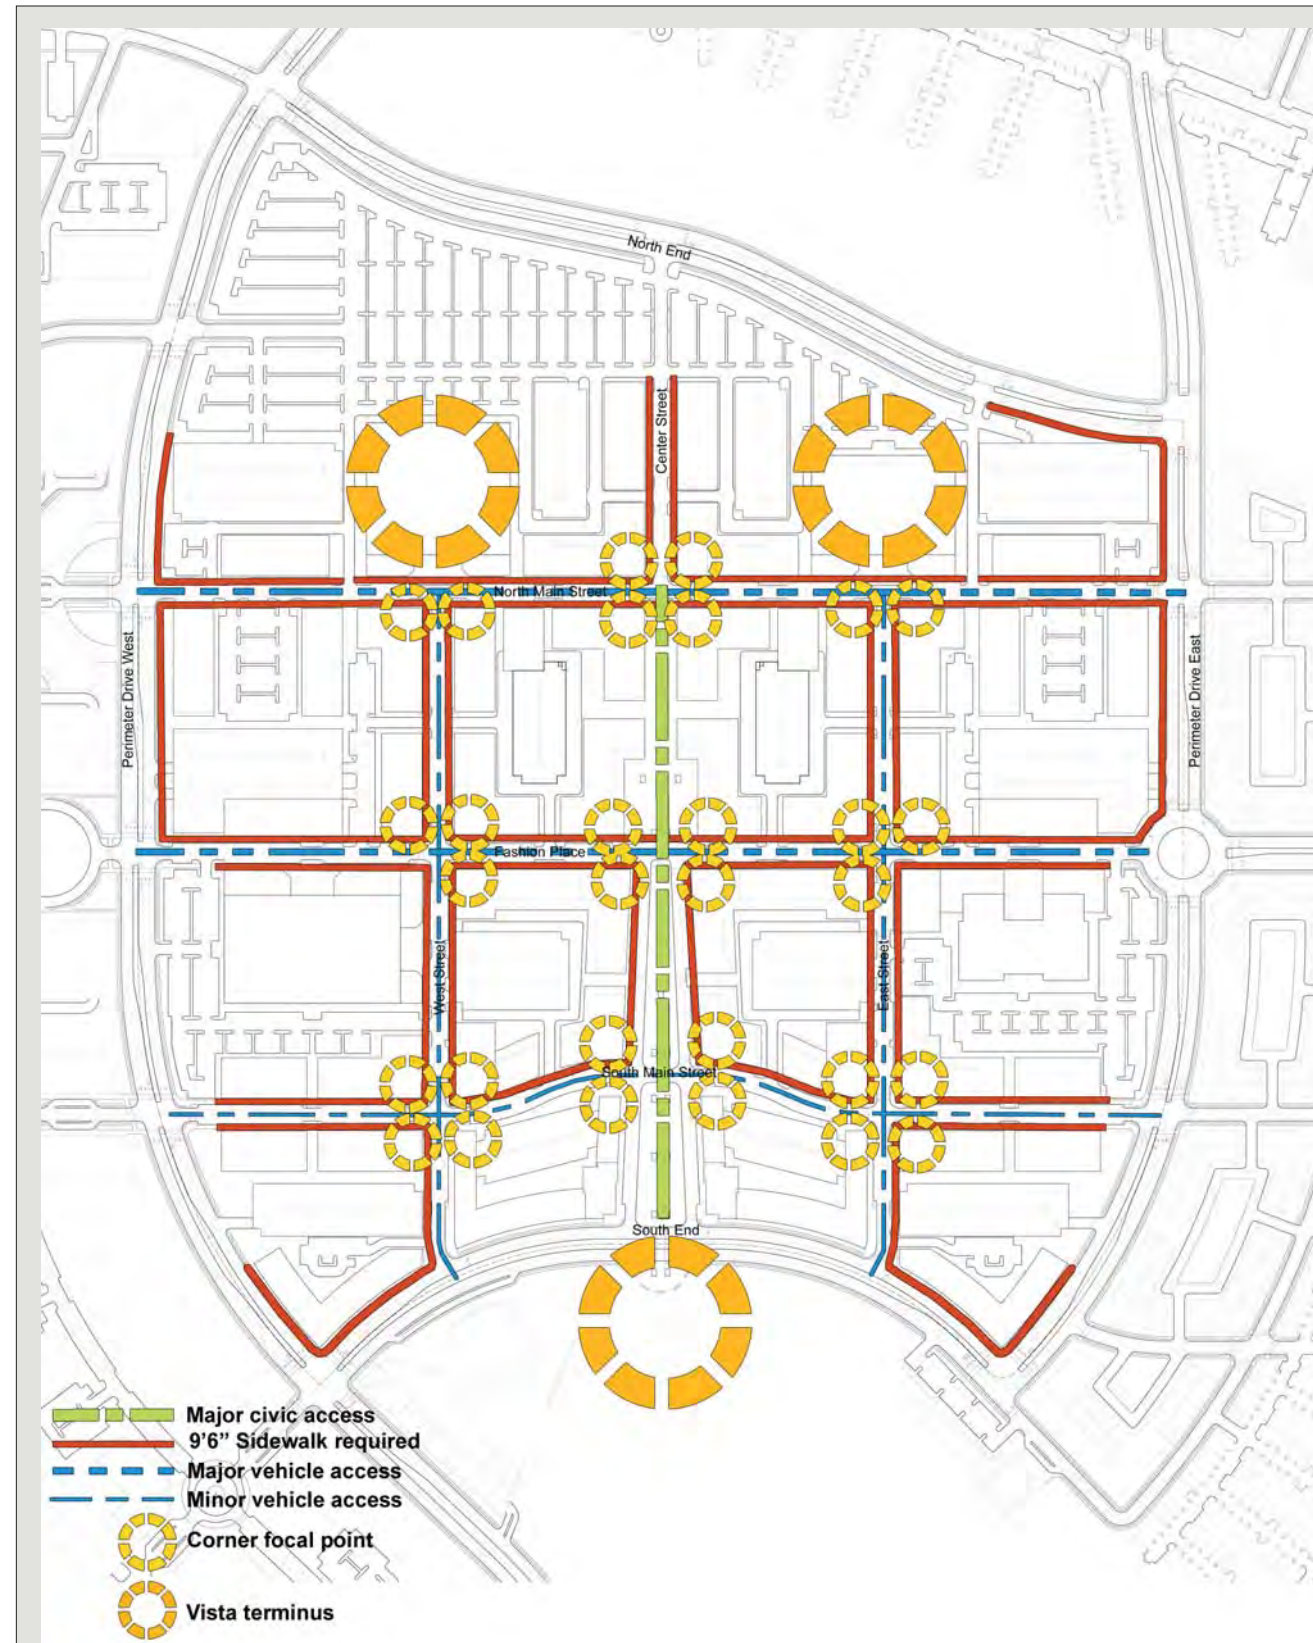 North End
Center Street
North Main Street
Perimeter Drive West
Perimeter Drive East
Fashion Place
West Street
East Street
South Main Street
South End
Major civic access
9’6” Sidewalk required
Major vehicle access
Minor vehicle access
Corner focal point
Vista terminus